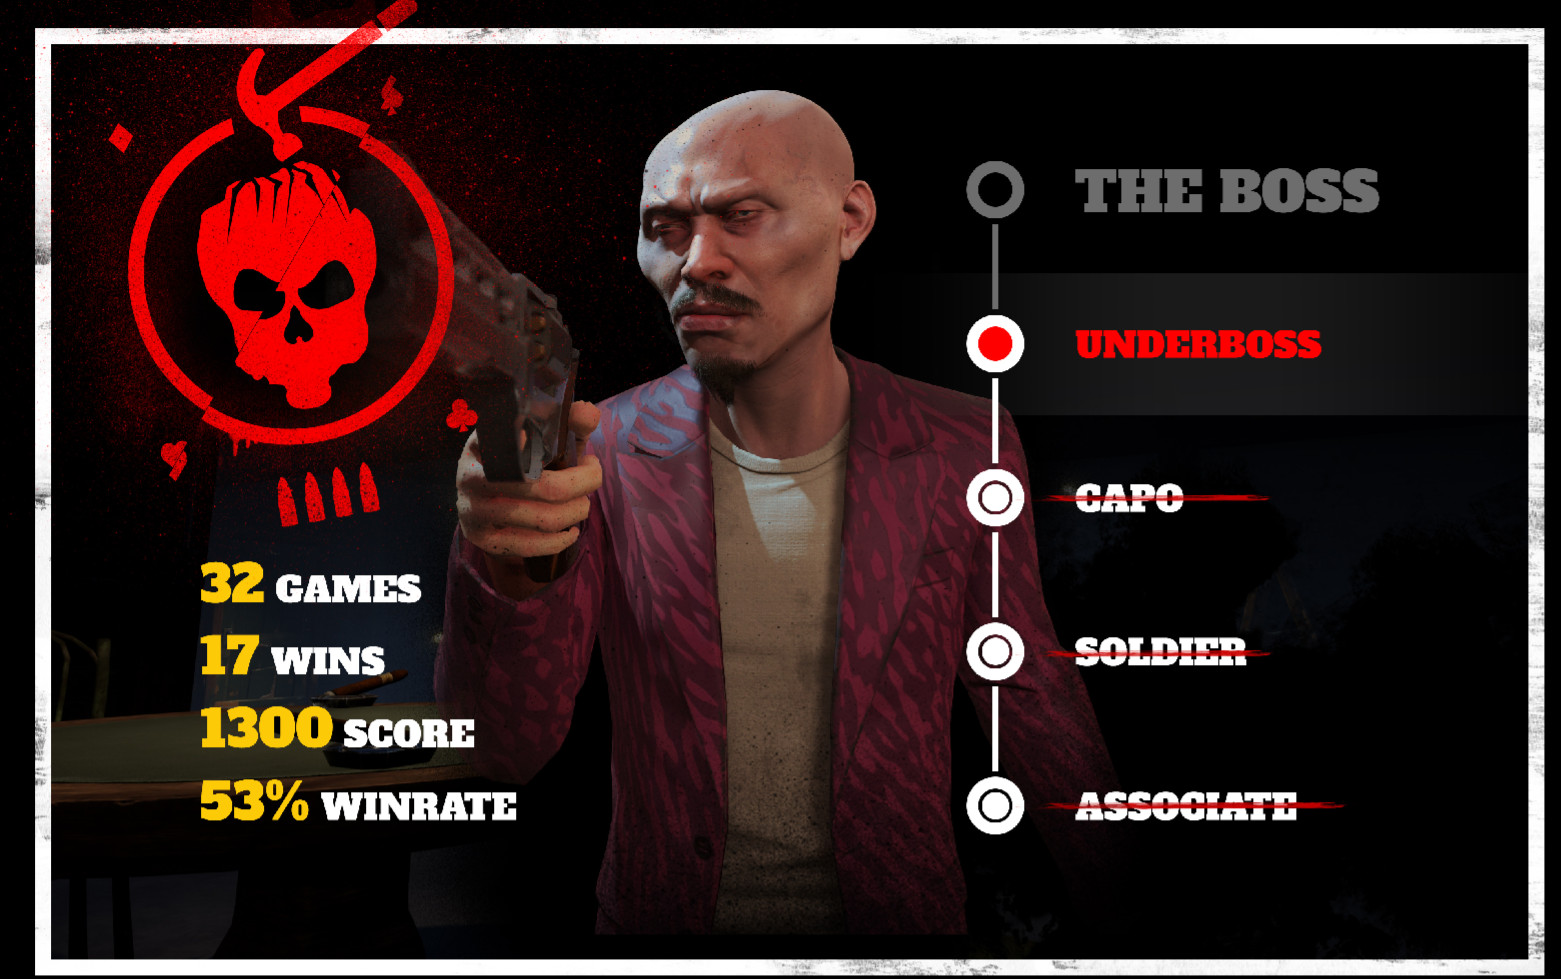 32 GAMES
17 WINS
1300 SCORE
53% WINRATE
THE BOSS
UNDERBOSS
CAPO
SOLDIER
ASSOCIATE